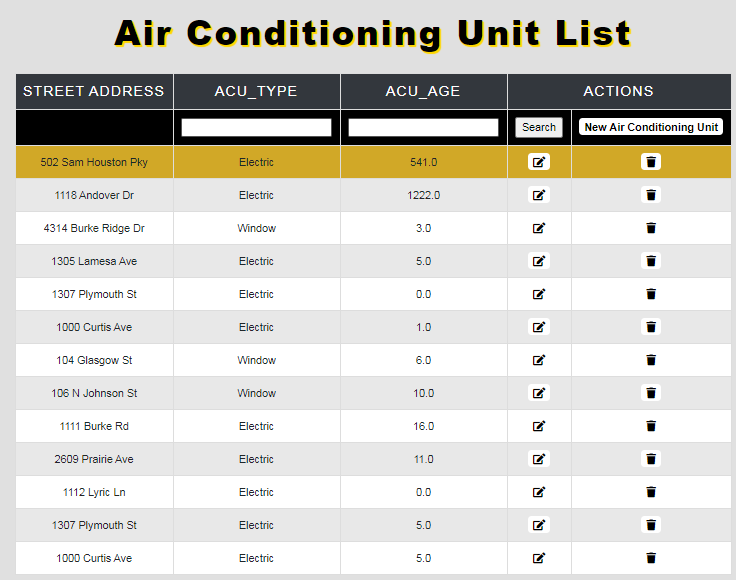 Air Conditioning Unit List
STREET ADDRESS ACU_TYPE ACU_AGE ACTIONS
Search New Air Conditioning Unit
502 Sam Houston Pky Electric 541.0
1118 Andover Dr Electric 1222.0
4314 Burke Ridge Dr Window 3.0
1305 Lamesa Ave Electric 5.0
1307 Plymouth St Electric 0.0
1000 Curtis Ave Electric 1.0
104 Glasgow St Window 6.0
106 N Johnson St Window 10.0
1111 Burke Rd Electric 16.0
2609 Prairie Ave Electric 11.0
1112 Lyric Ln Electric 0.0
1307 Plymouth St Electric 5.0
1000 Curtis Ave Electric 5.0